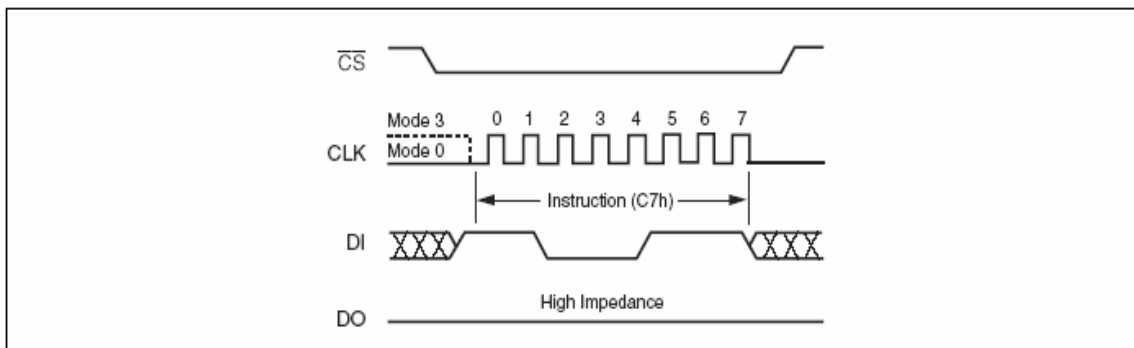 CS
Mode 3
0 1 2 3 4 5 6 7
CLK
Mode 0
Instruction (C7h)
DI
High Impedance
DO